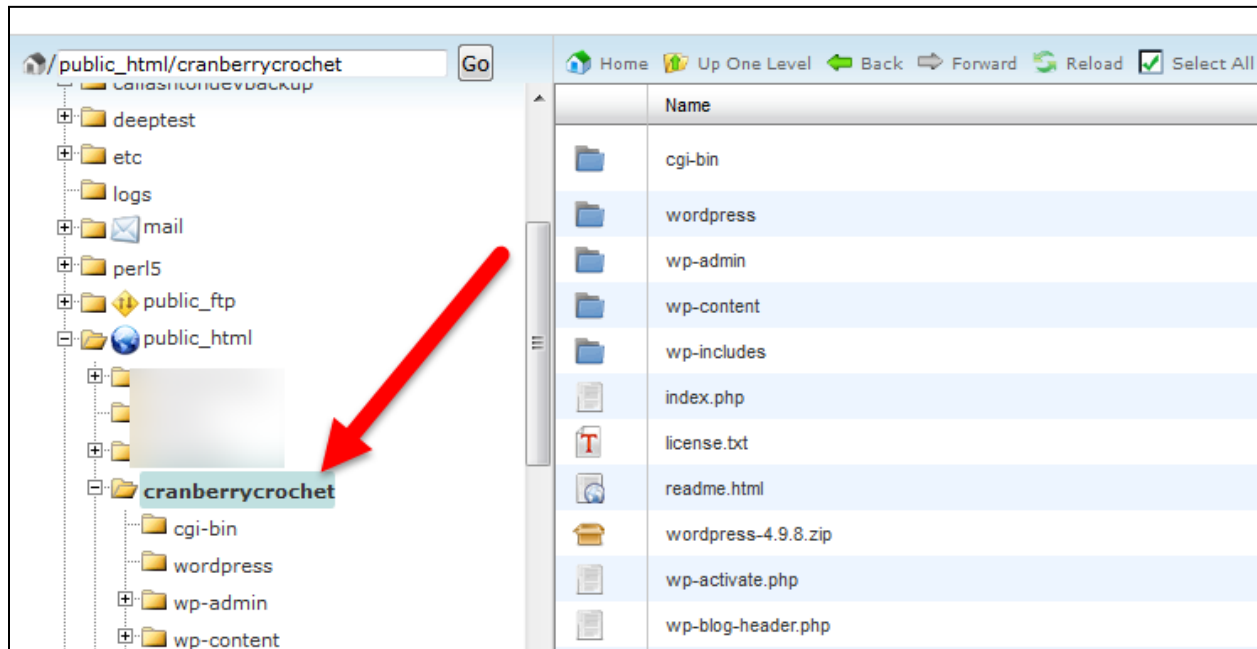 /public_html/cranberrycrochet Go
callashtondevbackup
deeptest
etc
logs
mail
perl5
public_ftp
public_html
cranberrycrochet
cgi-bin
wordpress
wp-admin
wp-content
Home Up One Level Back Forward Reload Select All
Name
cgi-bin
wordpress
wp-admin
wp-content
wp-includes
index.php
license.txt
readme.html
wordpress-4.9.8.zip
wp-activate.php
wp-blog-header.php